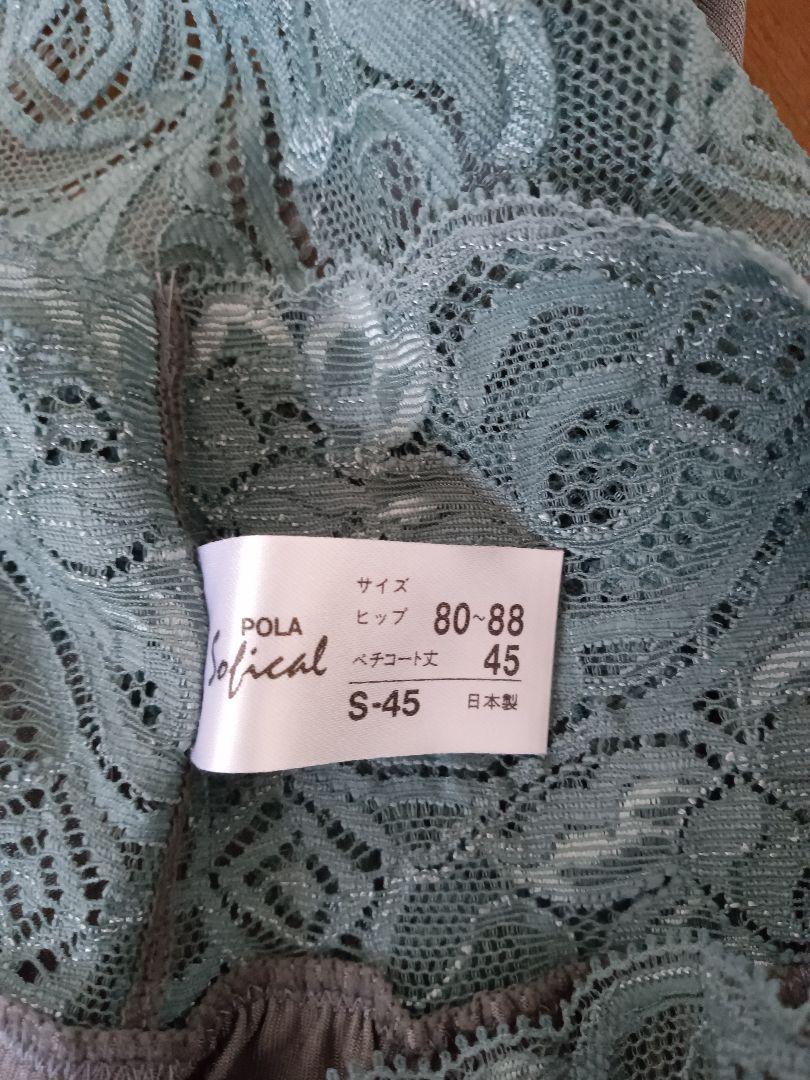 POLA
Sofical
サイズ
ヒップ 80~88
ペチコート丈 45
S-45 日本製